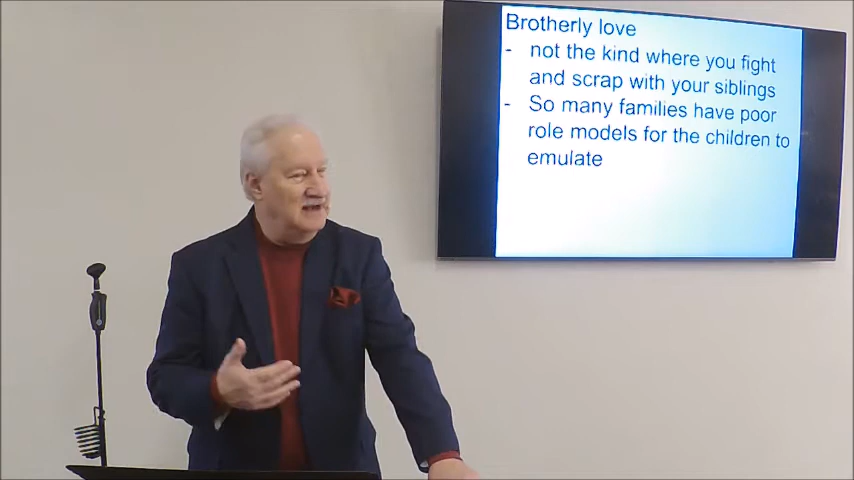 Brotherly love
- not the kind where you fight
and scrap with your siblings
- So many families have poor
role models for the children to
emulate